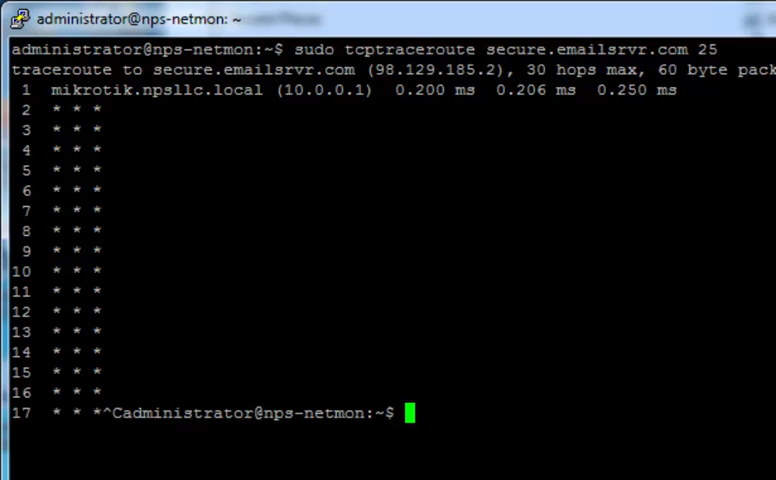 administrator@nps-netmon: ~
administrator@nps-netmon:~$ sudo tcptraceroute secure.emailsrvr.com 25
traceroute to secure.emailsrvr.com (98.129.185.2), 30 hops max, 60 byte pack
1 mikrotik.npsllc.local (10.0.0.1) 0.200 ms 0.206 ms 0.250 ms
2 * * *
3 * * *
4 * * *
5 * * *
6 * * *
7 * * *
8 * * *
9 * * *
10 * * *
11 * * *
12 * * *
13 * * *
14 * * *
15 * * *
16 * * *
17 * * *^Cadministrator@nps-netmon:~$